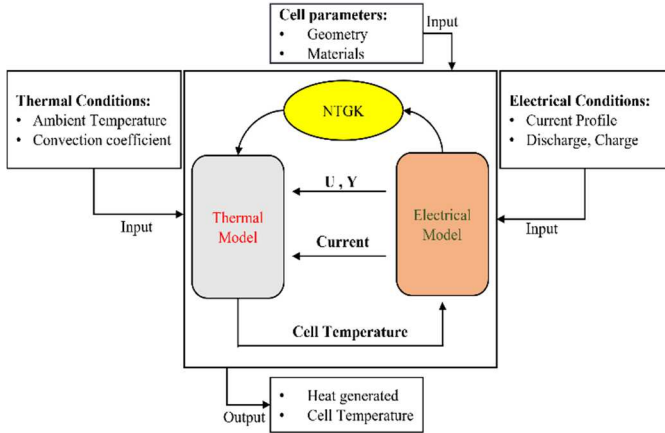 Cell parameters:
• Geometry
• Materials
Input
Thermal Conditions:
• Ambient Temperature
• Convection coefficient
Input
NTGK
Electrical Conditions:
• Current Profile
• Discharge, Charge
Input
Thermal
Model
U , Y
Current
Electrical
Model
Cell Temperature
Output
• Heat generated
• Cell Temperature